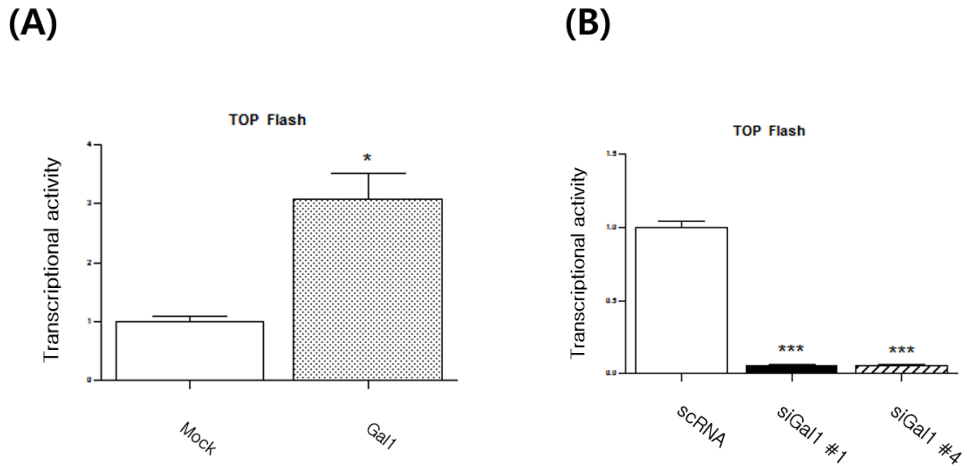 (A)
TOP Flash
Transcriptional activity
4
3
2
1
0
*
Mock
Gal1
(B)
TOP Flash
Transcriptional activity
1.5
1.0
0.5
0.0
***
***
scRNA
siGal1 #1
siGal1 #4